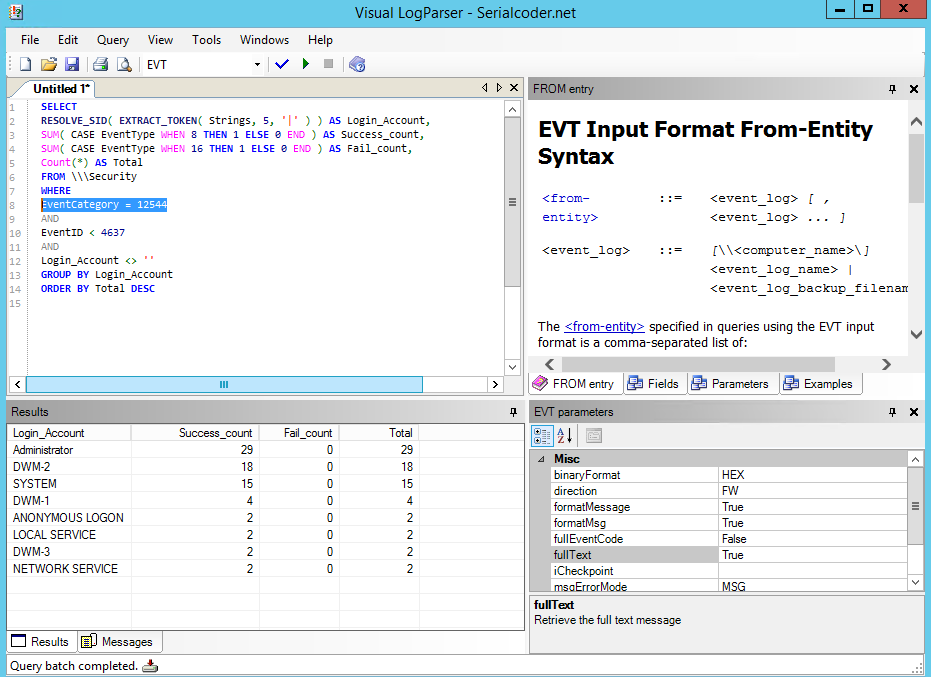 Visual LogParser - Serialcoder.net
File Edit Query View Tools Windows Help
EVT
Untitled 1*
1 SELECT
2 RESOLVE_SID( EXTRACT_TOKEN( Strings, 5, '|' ) ) AS Login_Account,
3 SUM( CASE EventType WHEN 8 THEN 1 ELSE 0 END ) AS Success_count,
4 SUM( CASE EventType WHEN 16 THEN 1 ELSE 0 END ) AS Fail_count,
5 Count(*) AS Total
6 FROM \\\Security
7 WHERE
8 EventCategory = 12544
9 AND
10 EventID < 4637
11 AND
12 Login_Account <> ''
13 GROUP BY Login_Account
14 ORDER BY Total DESC
15
FROM entry
EVT Input Format From-Entity
Syntax
<from- ::= <event_log> [ ,
entity> <event_log> ... ]
<event_log> ::= [\\<computer_name>\]
<event_log_name> |
<event_log_backup_filenam
The <from-entity> specified in queries using the EVT input
format is a comma-separated list of:
FROM entry Fields Parameters Examples
Results
Login_Account Success_count Fail_count Total
Administrator 29 0 29
DWM-2 18 0 18
SYSTEM 15 0 15
DWM-1 4 0 4
ANONYMOUS LOGON 2 0 2
LOCAL SERVICE 2 0 2
DWM-3 2 0 2
NETWORK SERVICE 2 0 2
Results Messages
EVT parameters
Misc
binaryFormat HEX
direction FW
formatMessage True
formatMsg True
fullEventCode False
fullText True
iCheckpoint
msgErrorMode MSG
fullText
Retrieve the full text message
Query batch completed.